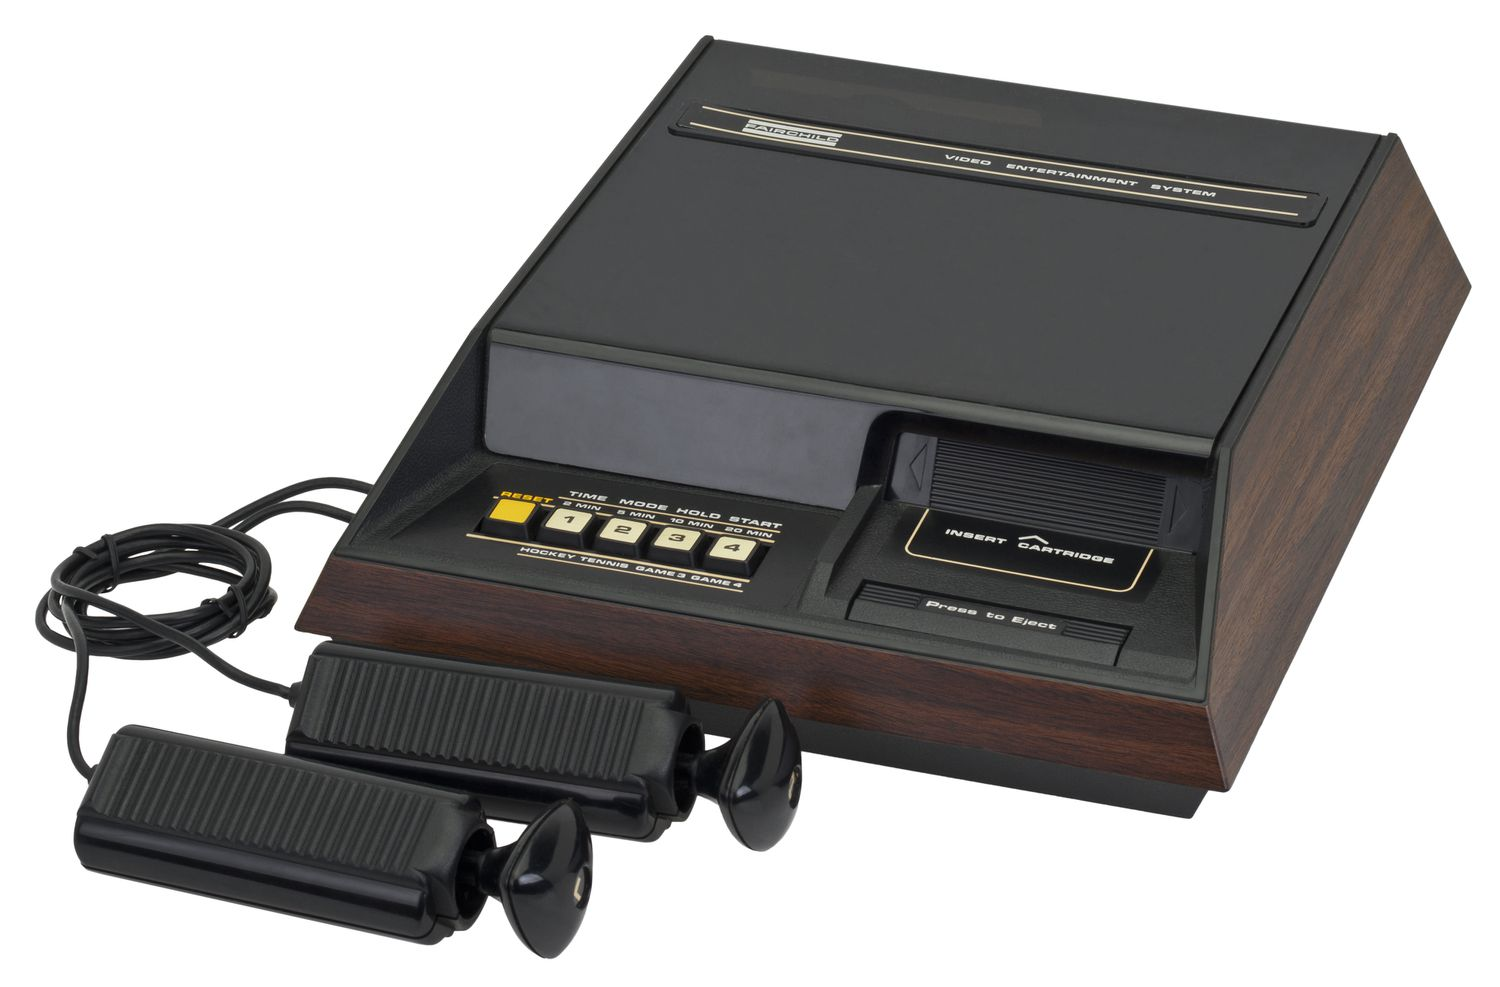 FAIRCHILD
VIDEO ENTERTAINMENT SYSTEM
RESET
TIME MODE HOLD START
2 MIN 5 MIN 10 MIN 20 MIN
1 2 3 4
HOCKEY TENNIS GAME 3 GAME 4
INSERT CARTRIDGE
Press to Eject